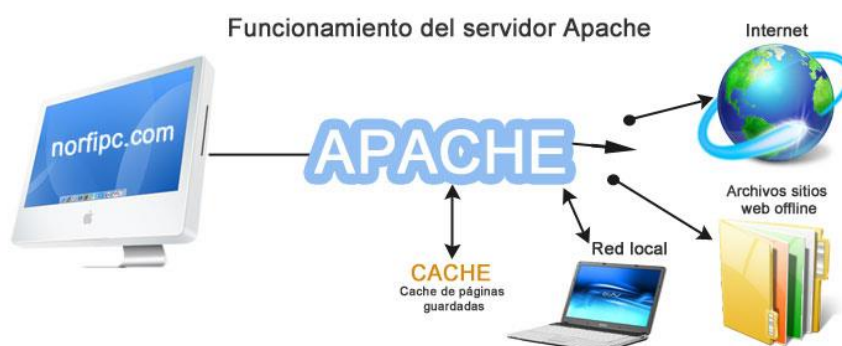 Funcionamiento del servidor Apache
Internet
norfipc.com
APACHE
Archivos sitios
web offline
Red local
CACHE
Cache de páginas
guardadas